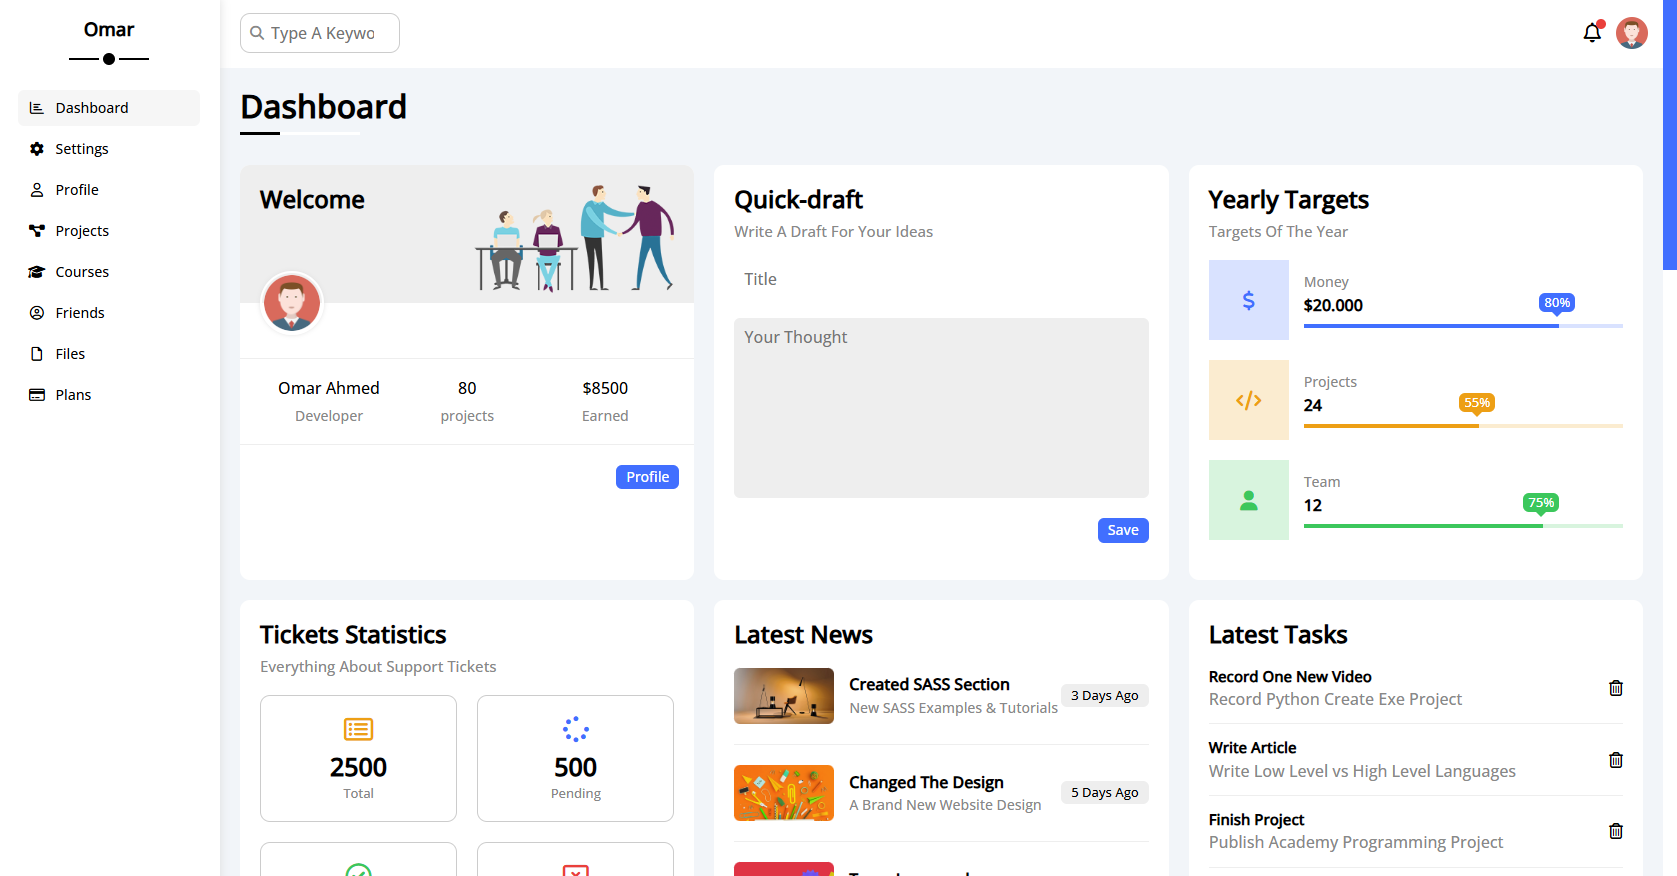 Omar
Dashboard
Settings
Profile
Projects
Courses
Friends
Files
Plans
Type A Keywo
Dashboard
Welcome
Omar Ahmed
Developer
80
projects
$8500
Earned
Profile
Quick-draft
Write A Draft For Your Ideas
Title
Your Thought
Save
Yearly Targets
Targets Of The Year
Money
$20.000
80%
Projects
24
55%
Team
12
75%
Tickets Statistics
Everything About Support Tickets
2500
Total
500
Pending
Latest News
Created SASS Section
New SASS Examples & Tutorials
3 Days Ago
Changed The Design
A Brand New Website Design
5 Days Ago
Latest Tasks
Record One New Video
Record Python Create Exe Project
Write Article
Write Low Level vs High Level Languages
Finish Project
Publish Academy Programming Project